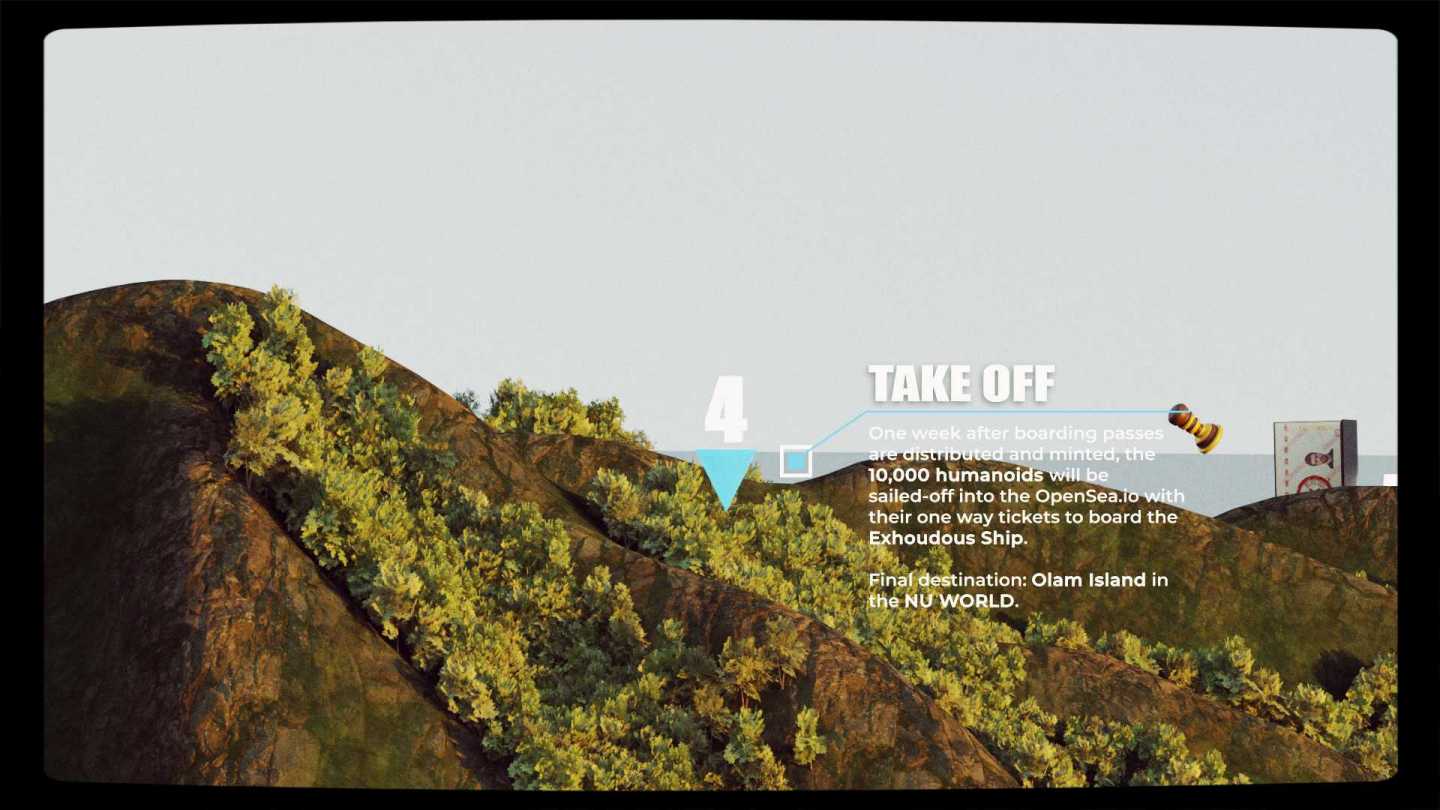 4
TAKE OFF
One week after boarding passes
are distributed and minted, the
10,000 humanoids will be
sailed-off into the OpenSea.io with
their one way tickets to board the
Exhoudous Ship.
Final destination: Olam Island in
the NU WORLD.